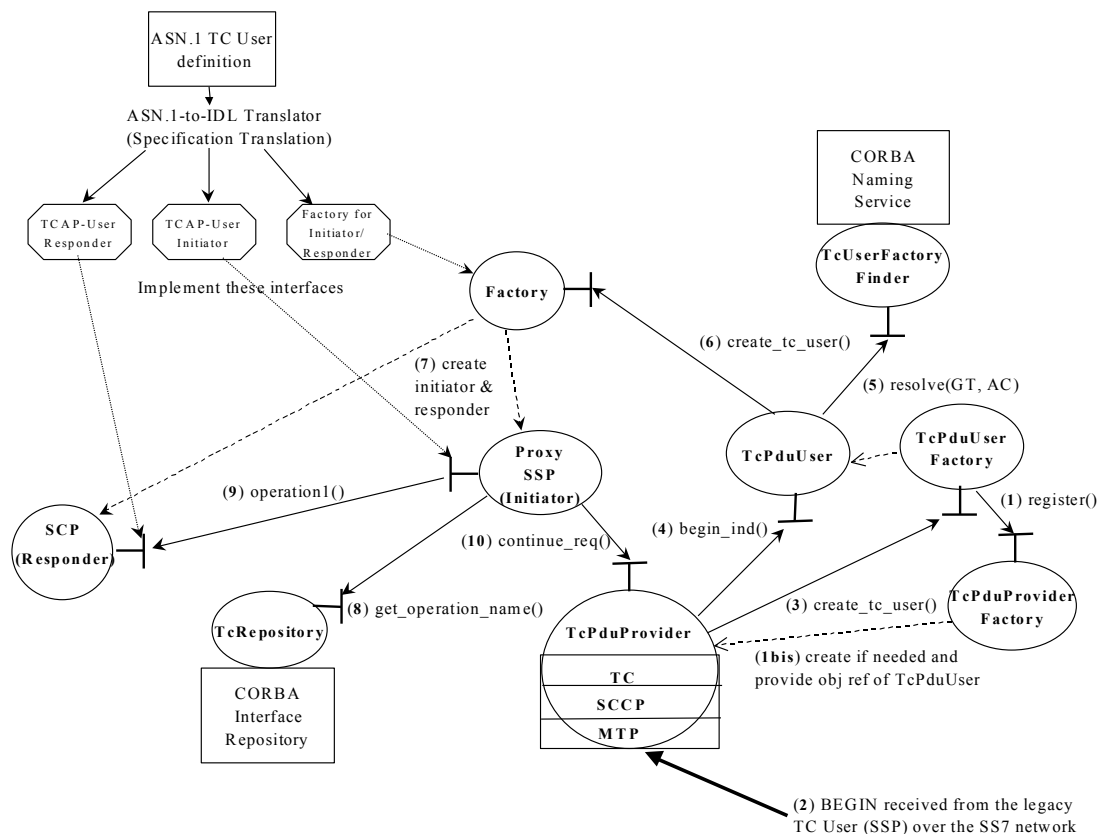 ASN.1 TC User
definition
ASN.1-to-IDL Translator
(Specification Translation)
TCAP-User
Responder
TCAP-User
Initiator
Factory for
Initiator/
Responder
Implement these interfaces
CORBA
Naming
Service
TcUserFactory
Finder
Factory
(6) create_tc_user()
(5) resolve(GT, AC)
(7) create
initiator &
responder
TcPduUser
TcPduUser
Factory
(1) register()
Proxy
SSP
(Initiator)
(9) operation1()
SCP
(Responder)
(4) begin_ind()
(10) continue_req()
(8) get_operation_name()
(3) create_tc_user()
TcPduProvider
Factory
TcRepository
TcPduProvider
(1bis) create if needed and
provide obj ref of TcPduUser
TC
SCCP
MTP
CORBA
Interface
Repository
(2) BEGIN received from the legacy
TC User (SSP) over the SS7 network